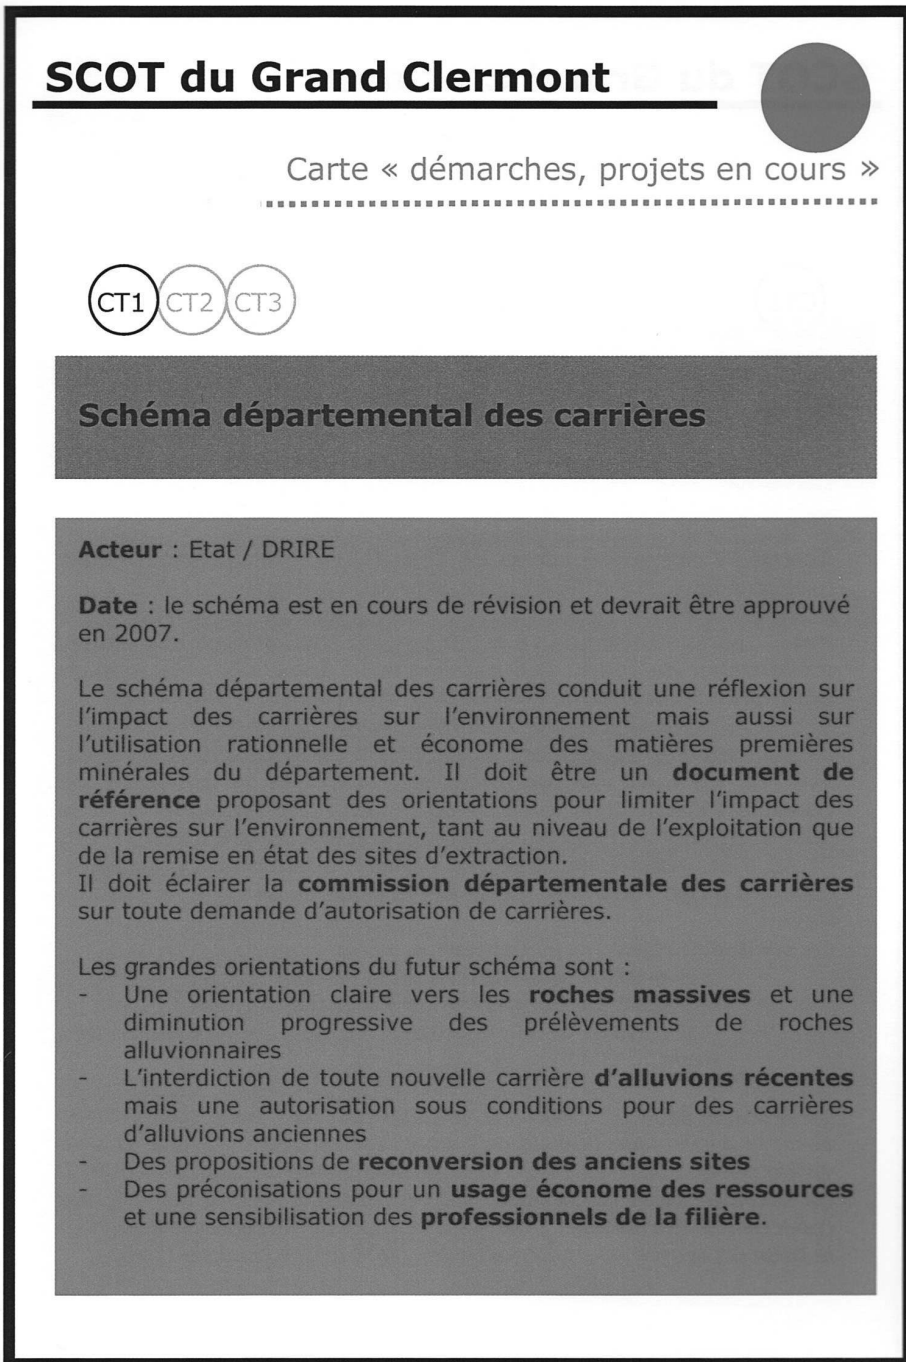 SCOT du Grand Clermont
Carte « démarches, projets en cours »
CT1 CT2 CT3
Schéma départemental des carrières
Acteur : Etat / DRIRE
Date : le schéma est en cours de révision et devrait être approuvé
en 2007.
Le schéma départemental des carrières conduit une réflexion sur
l'impact des carrières sur l'environnement mais aussi sur
l'utilisation rationnelle et économe des matières premières
minérales du département. Il doit être un document de
référence proposant des orientations pour limiter l'impact des
carrières sur l'environnement, tant au niveau de l'exploitation que
de la remise en état des sites d'extraction.
Il doit éclairer la commission départementale des carrières
sur toute demande d'autorisation de carrières.
Les grandes orientations du futur schéma sont :
- Une orientation claire vers les roches massives et une
diminution progressive des prélèvements de roches
alluvionnaires
- L'interdiction de toute nouvelle carrière d'alluvions récentes
mais une autorisation sous conditions pour des carrières
d'alluvions anciennes
- Des propositions de reconversion des anciens sites
- Des préconisations pour un usage économe des ressources
et une sensibilisation des professionnels de la filière.